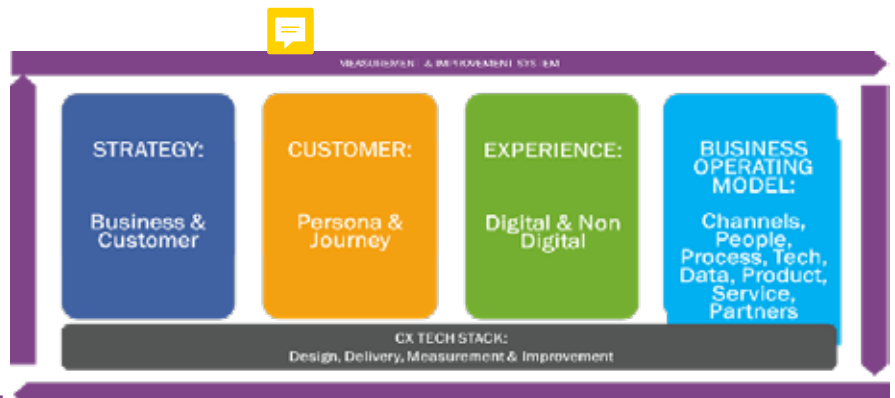 MEASUREMENT & IMPROVEMENT SYSTEM
STRATEGY:
Business &
Customer
CUSTOMER:
Persona &
Journey
EXPERIENCE:
Digital & Non
Digital
BUSINESS
OPERATING
MODEL:
Channels,
People,
Process, Tech,
Data, Product,
Service,
Partners
CX TECH STACK:
Design, Delivery, Measurement & Improvement